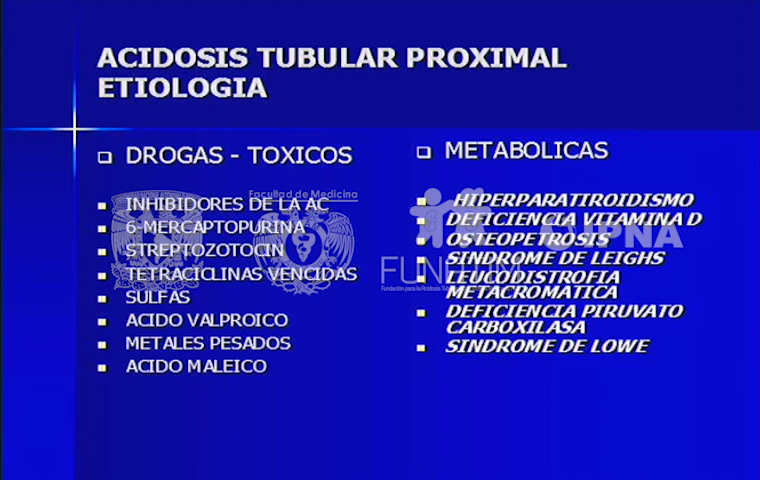 ACIDOSIS TUBULAR PROXIMAL
ETIOLOGIA
❑ DROGAS - TOXICOS
INHIBIDORES DE LA AC
6-MERCAPTOPURINA
STREPTOZOTOCIN
TETRACICLINAS VENCIDAS
SULFAS
ACIDO VALPROICO
METALES PESADOS
ACIDO MALEICO
❑ METABOLICAS
HIPERPARATIROIDISMO
DEFICIENCIA VITAMINA D
OSTEOPETROSIS
SINDROME DE LEIGHS
LEUCODISTROFIA
METACROMATICA
DEFICIENCIA PIRUVATO
CARBOXILASA
SINDROME DE LOWE
Facultad de Medicina